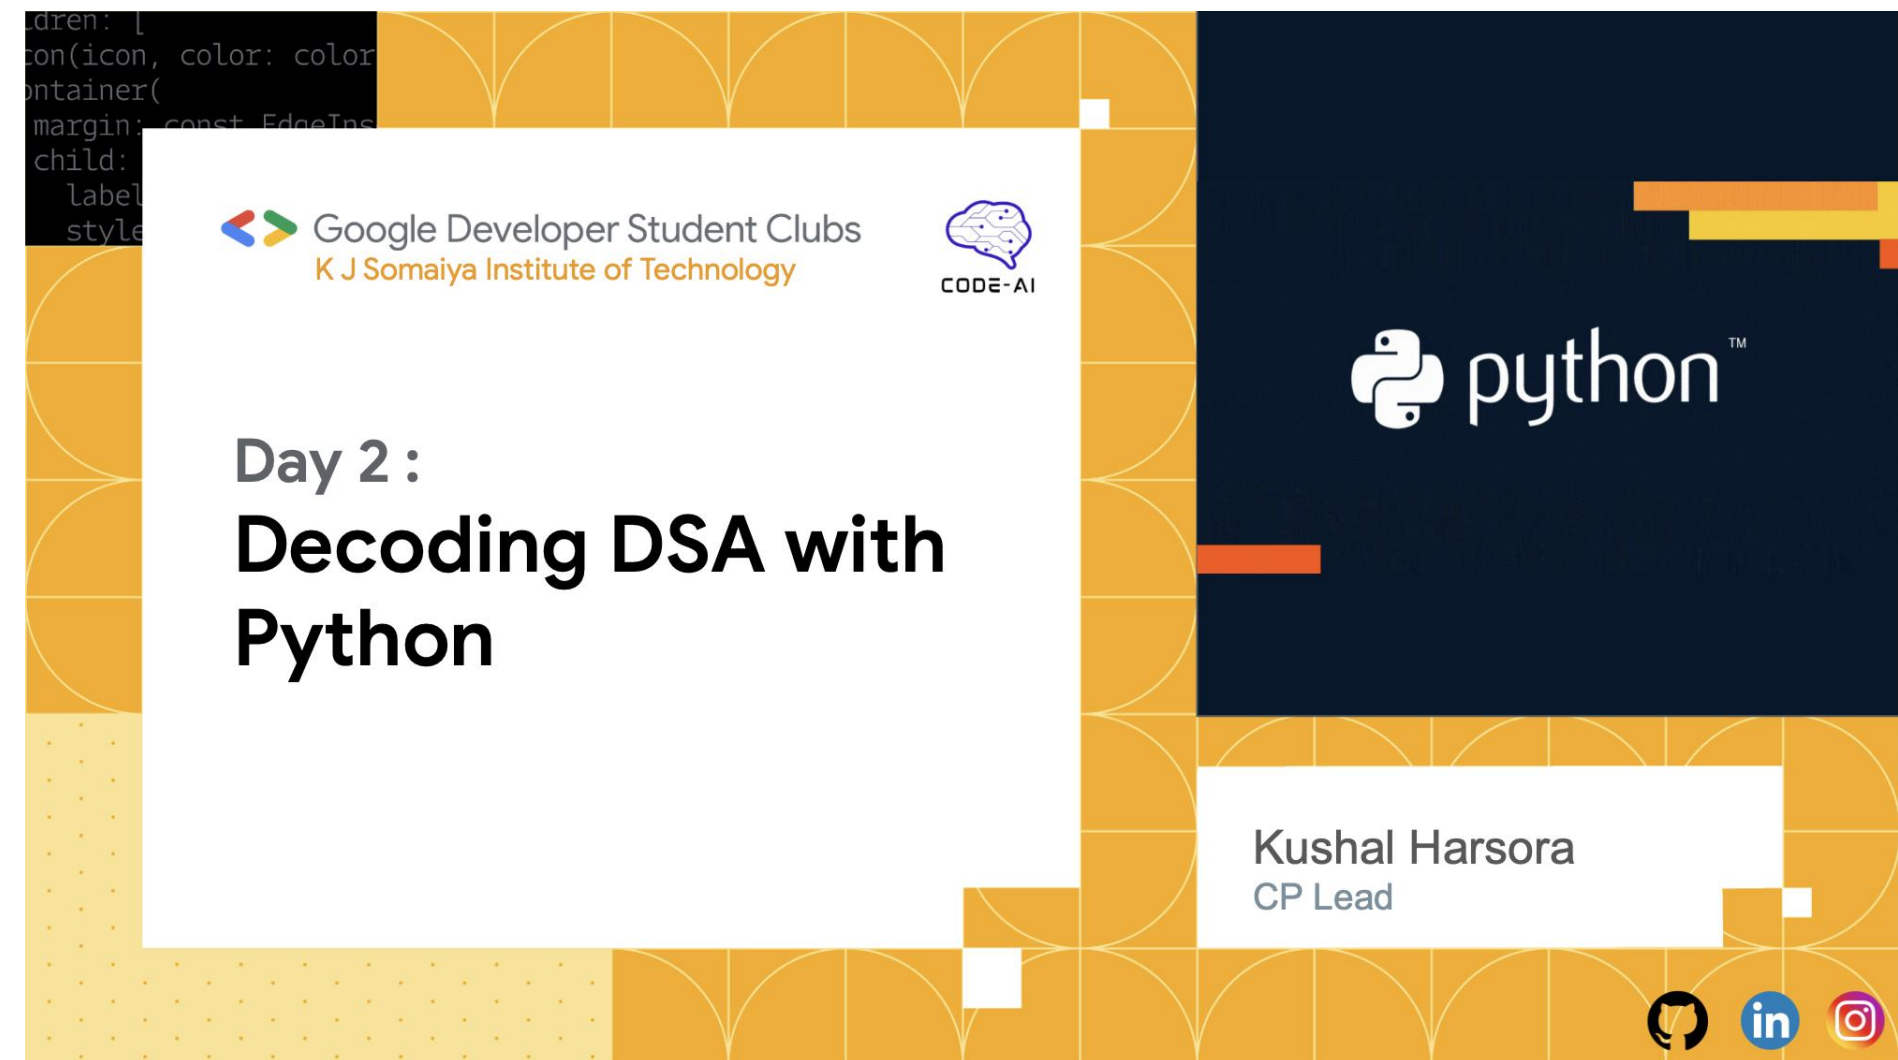 ldren: [
con(icon, color: color
ontainer(
margin: const EdgeIns
child:
label
style
Google Developer Student Clubs
K J Somaiya Institute of Technology
CODE-AI
Day 2 :
Decoding DSA with
Python
python™
Kushal Harsora
CP Lead
in